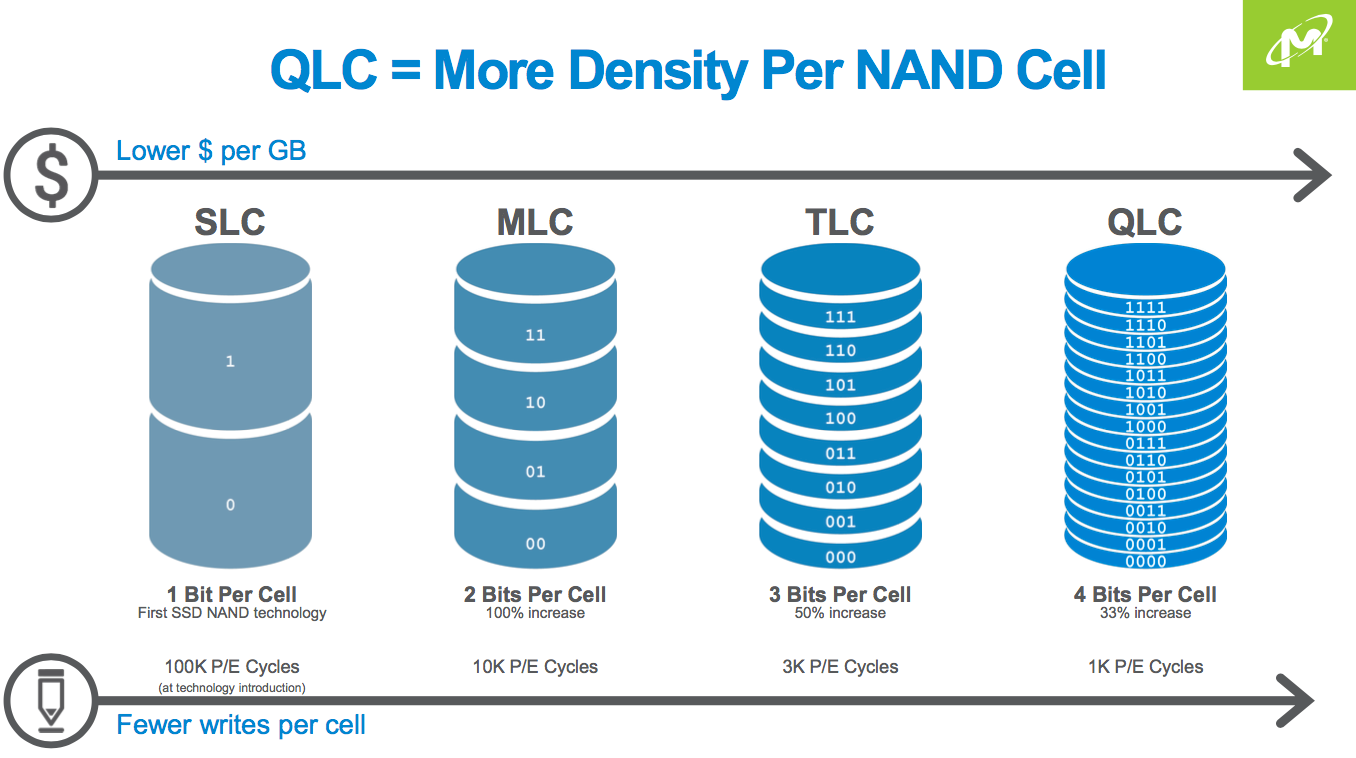 QLC = More Density Per NAND Cell
M
$
Lower $ per GB
SLC
1
0
1 Bit Per Cell
First SSD NAND technology
100K P/E Cycles
(at technology introduction)
MLC
11
10
01
00
2 Bits Per Cell
100% increase
10K P/E Cycles
TLC
111
110
101
100
011
010
001
000
3 Bits Per Cell
50% increase
3K P/E Cycles
QLC
1111
1110
1101
1100
1011
1010
1001
1000
0111
0110
0101
0100
0011
0010
0001
0000
4 Bits Per Cell
33% increase
1K P/E Cycles
Fewer writes per cell